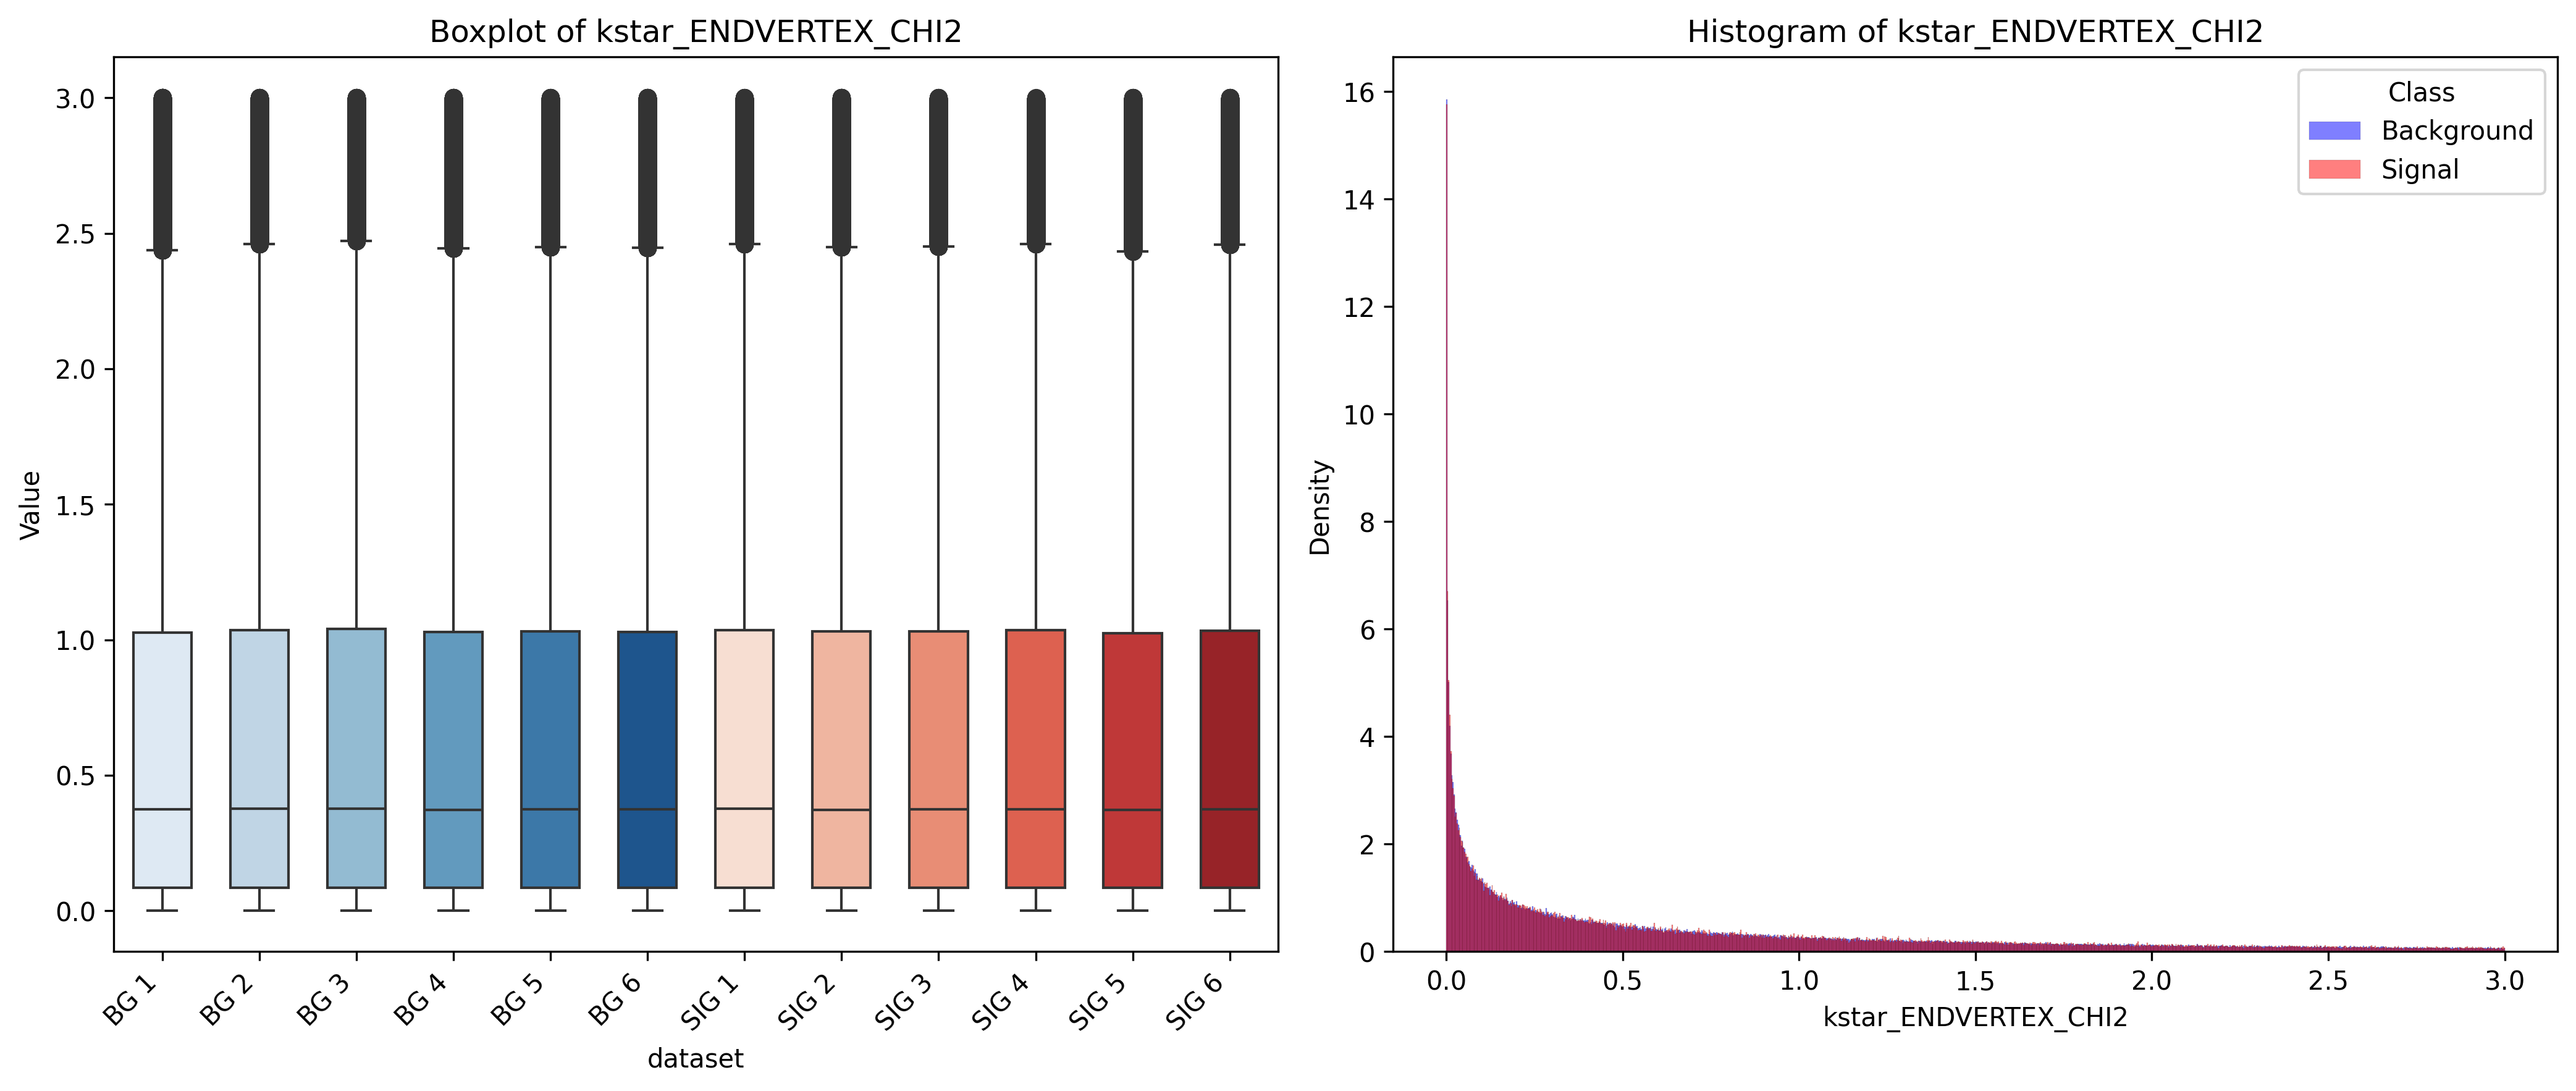 Boxplot of kstar_ENDVERTEX_CHI2
Value
3.0
2.5
2.0
1.5
1.0
0.5
0.0
BG 1
BG 2
BG 3
BG 4
BG 5
BG 6
SIG 1
SIG 2
SIG 3
SIG 4
SIG 5
SIG 6
dataset
Histogram of kstar_ENDVERTEX_CHI2
Class
Background
Signal
Density
16
14
12
10
8
6
4
2
0
0.0
0.5
1.0
1.5
2.0
2.5
3.0
kstar_ENDVERTEX_CHI2